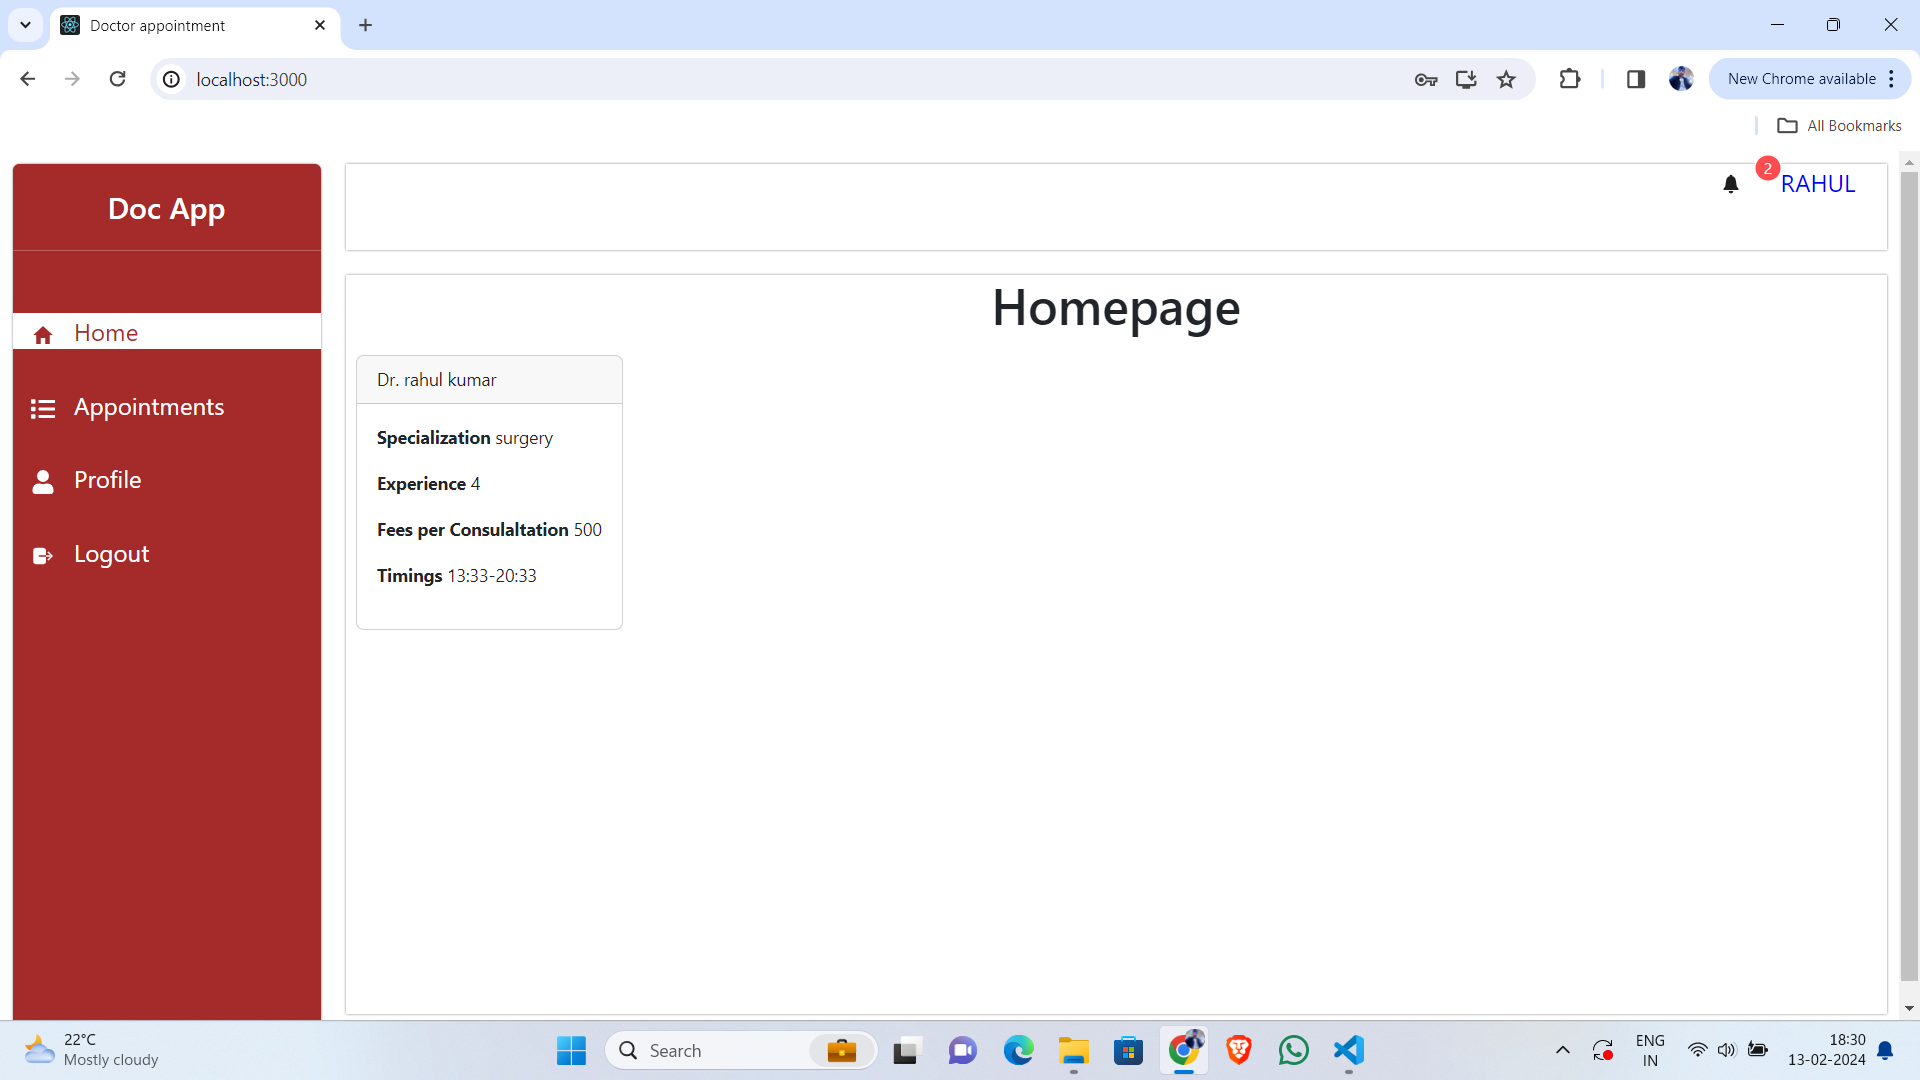 Doctor appointment
localhost:3000
New Chrome available
All Bookmarks
Doc App
2
RAHUL
Home
Appointments
Profile
Logout
Homepage
Dr. rahul kumar
Specialization surgery
Experience 4
Fees per Consulaltation 500
Timings 13:33-20:33
22°C
Mostly cloudy
Search
ENG
IN
18:30
13-02-2024